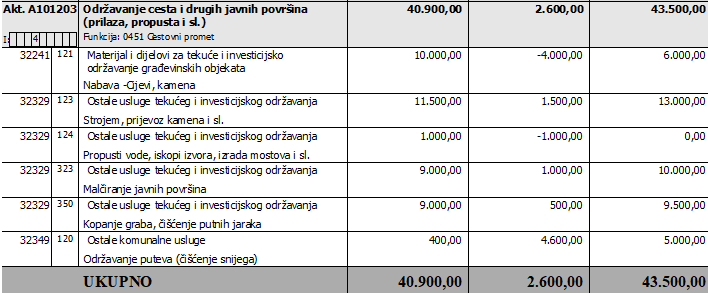 Akt. A101203 Održavanje cesta i drugih javnih površina 40.900,00 2.600,00 43.500,00
(prilaza, propusta i sl.)
I: 4 Funkcija: 0451 Cestovni promet
32241 121 Materijal i dijelovi za tekuće i investicijsko 10.000,00 -4.000,00 6.000,00
održavanje građevinskih objekata
Nabava -Cijevi, kamena
32329 123 Ostale usluge tekućeg i investicijskog održavanja 11.500,00 1.500,00 13.000,00
Strojem, prijevoz kamena i sl.
32329 124 Ostale usluge tekućeg i investicijskog održavanja 1.000,00 -1.000,00 0,00
Propusti vode, iskopi izvora, izrada mostova i sl.
32329 323 Ostale usluge tekućeg i investicijskog održavanja 9.000,00 1.000,00 10.000,00
Malčiranje javnih površina
32329 350 Ostale usluge tekućeg i investicijskog održavanja 9.000,00 500,00 9.500,00
Kopanje graba, čišćenje putnih jaraka
32349 120 Ostale komunalne usluge 400,00 4.600,00 5.000,00
Održavanje puteva (čišćenje snijega)
UKUPNO 40.900,00 2.600,00 43.500,00